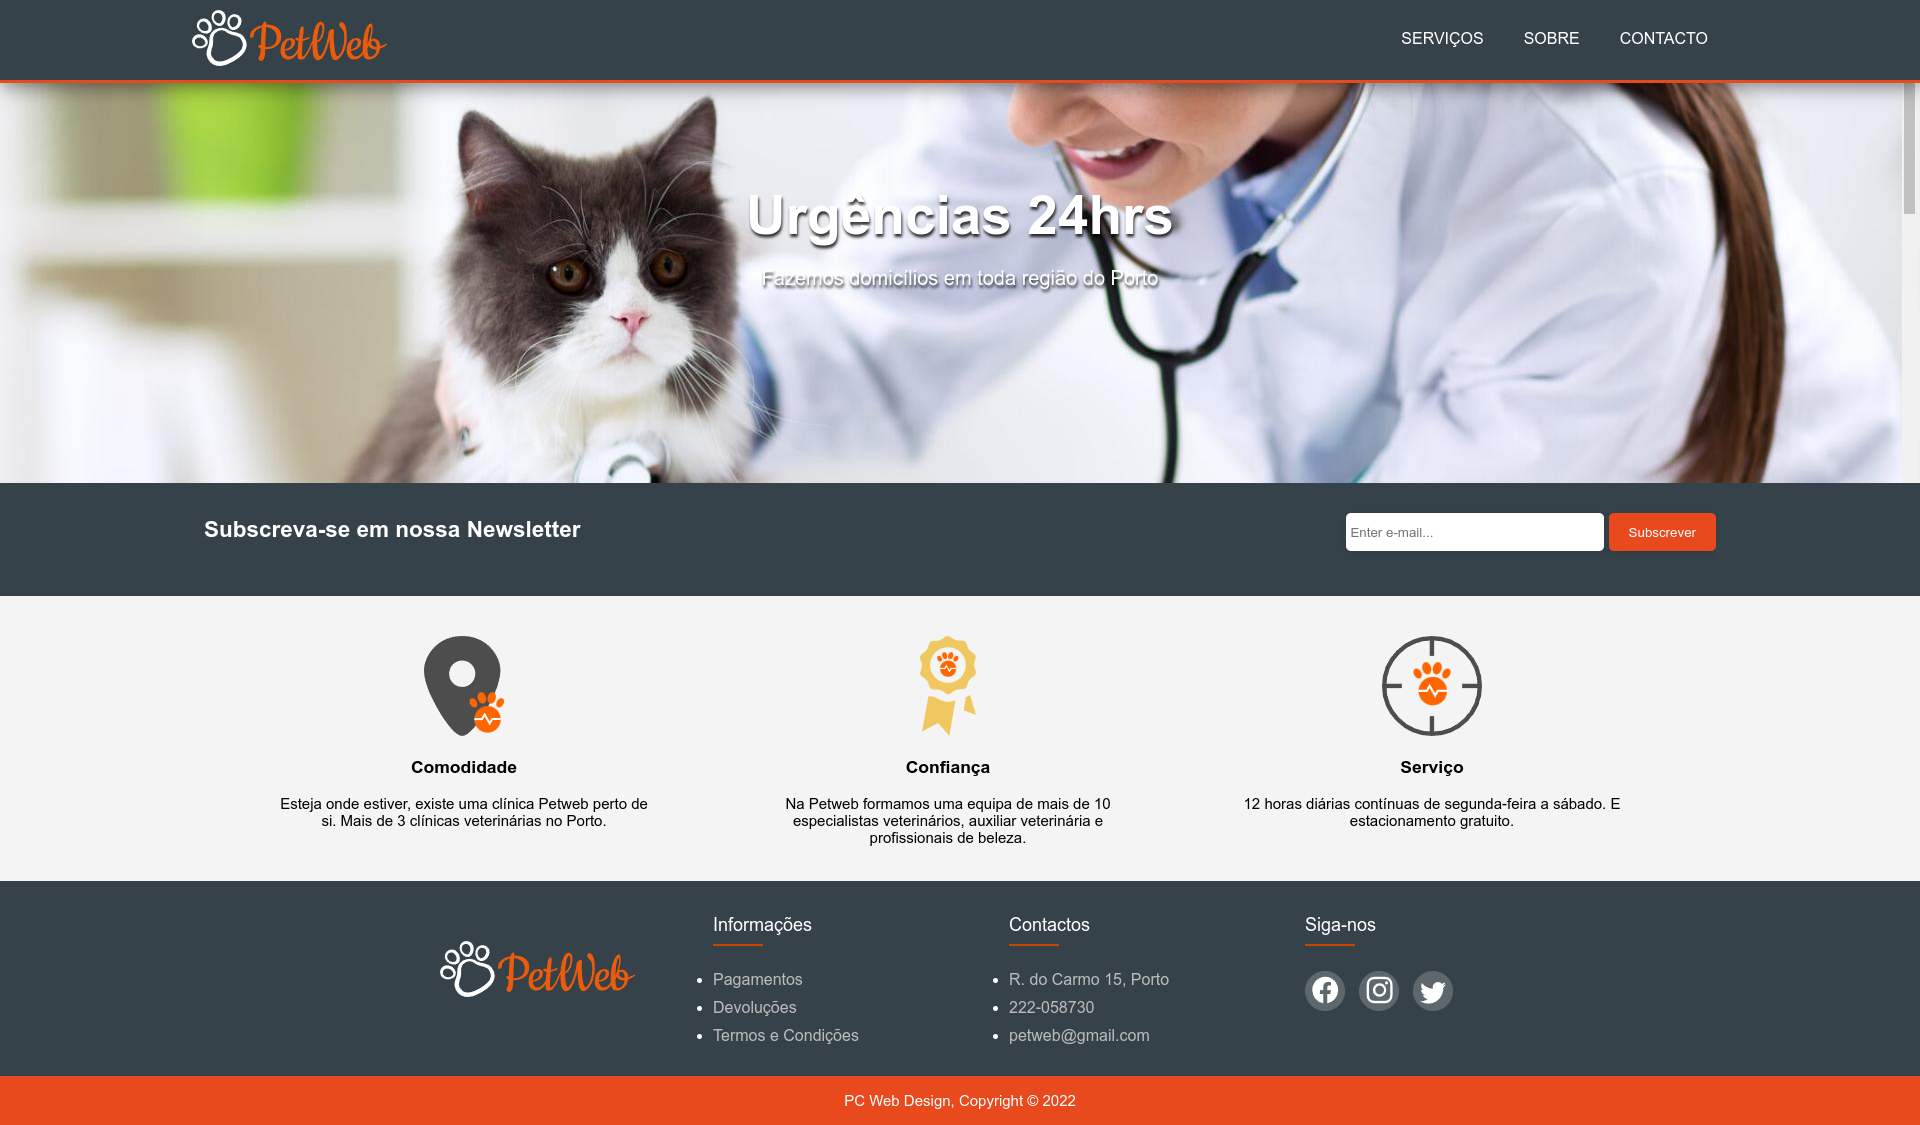 PetWeb
SERVIÇOS
SOBRE
CONTACTO
Urgências 24hrs
Fazemos domicílios em toda região do Porto
Subscreva-se em nossa Newsletter
Enter e-mail...
Subscrever
Comodidade
Esteja onde estiver, existe uma clínica Petweb perto de
si. Mais de 3 clínicas veterinárias no Porto.
Confiança
Na Petweb formamos uma equipa de mais de 10
especialistas veterinários, auxiliar veterinária e
profissionais de beleza.
Serviço
12 horas diárias contínuas de segunda-feira a sábado. E
estacionamento gratuito.
PetWeb
Informações
Pagamentos
Devoluções
Termos e Condições
Contactos
R. do Carmo 15, Porto
222-058730
petweb@gmail.com
Siga-nos
PC Web Design, Copyright © 2022